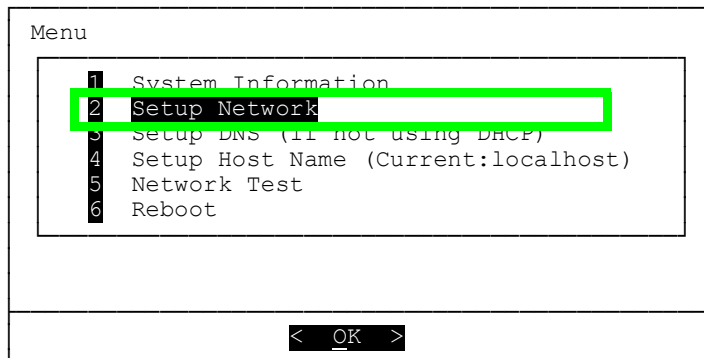 Menu
1 System Information
2 Setup Network
3 Setup DNS (if not using DHCP)
4 Setup Host Name (Current:localhost)
5 Network Test
6 Reboot
< OK >